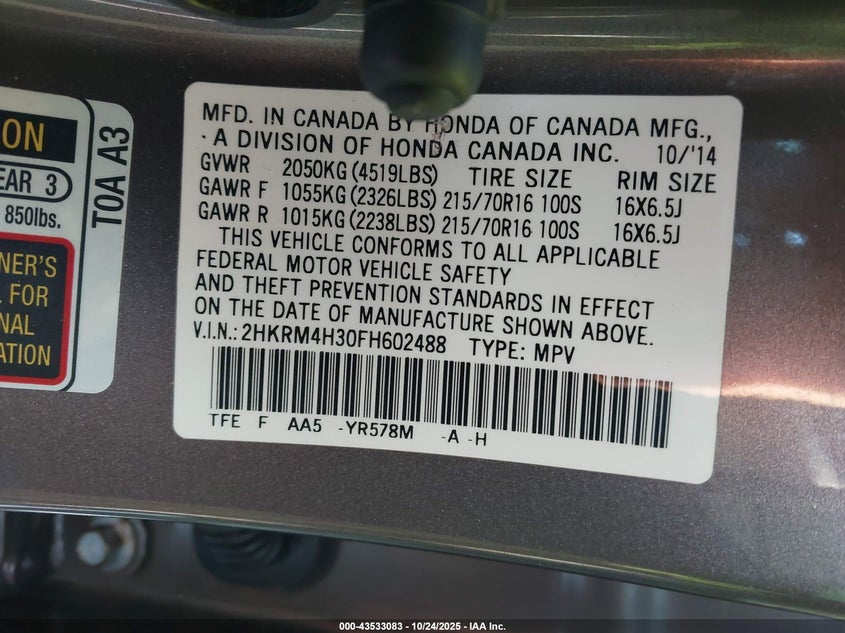 ON
EAR 3
850lbs.
TOA A3
NER'S
FOR
NAL
ATION
MFD. IN CANADA BY HONDA OF CANADA MFG.,
A DIVISION OF HONDA CANADA INC. 10/'14
GVWR 2050KG (4519LBS) TIRE SIZE RIM SIZE
GAWR F 1055KG (2326LBS) 215/70R16 100S 16X6.5J
GAWR R 1015KG (2238LBS) 215/70R16 100S 16X6.5J
THIS VEHICLE CONFORMS TO ALL APPLICABLE
FEDERAL MOTOR VEHICLE SAFETY
AND THEFT PREVENTION STANDARDS IN EFFECT
ON THE DATE OF MANUFACTURE SHOWN ABOVE.
V.I.N.: 2HKRM4H30FH602488 TYPE: MPV
TFE F AA5 -YR578M -A -H
000-43533083 - 10/24/2025 - IAA Inc.